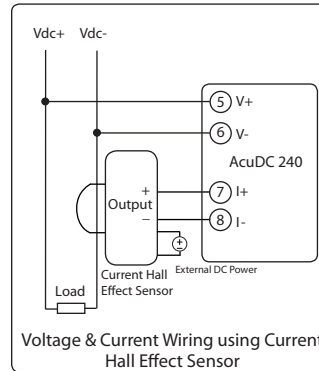 Vdc+ Vdc-
5 V+
6 V-
AcuDC 240
+ 7 I+
Output
− 8 I-
+
−
External DC Power
Current Hall
Effect Sensor
Load
Voltage & Current Wiring using Current
Hall Effect Sensor